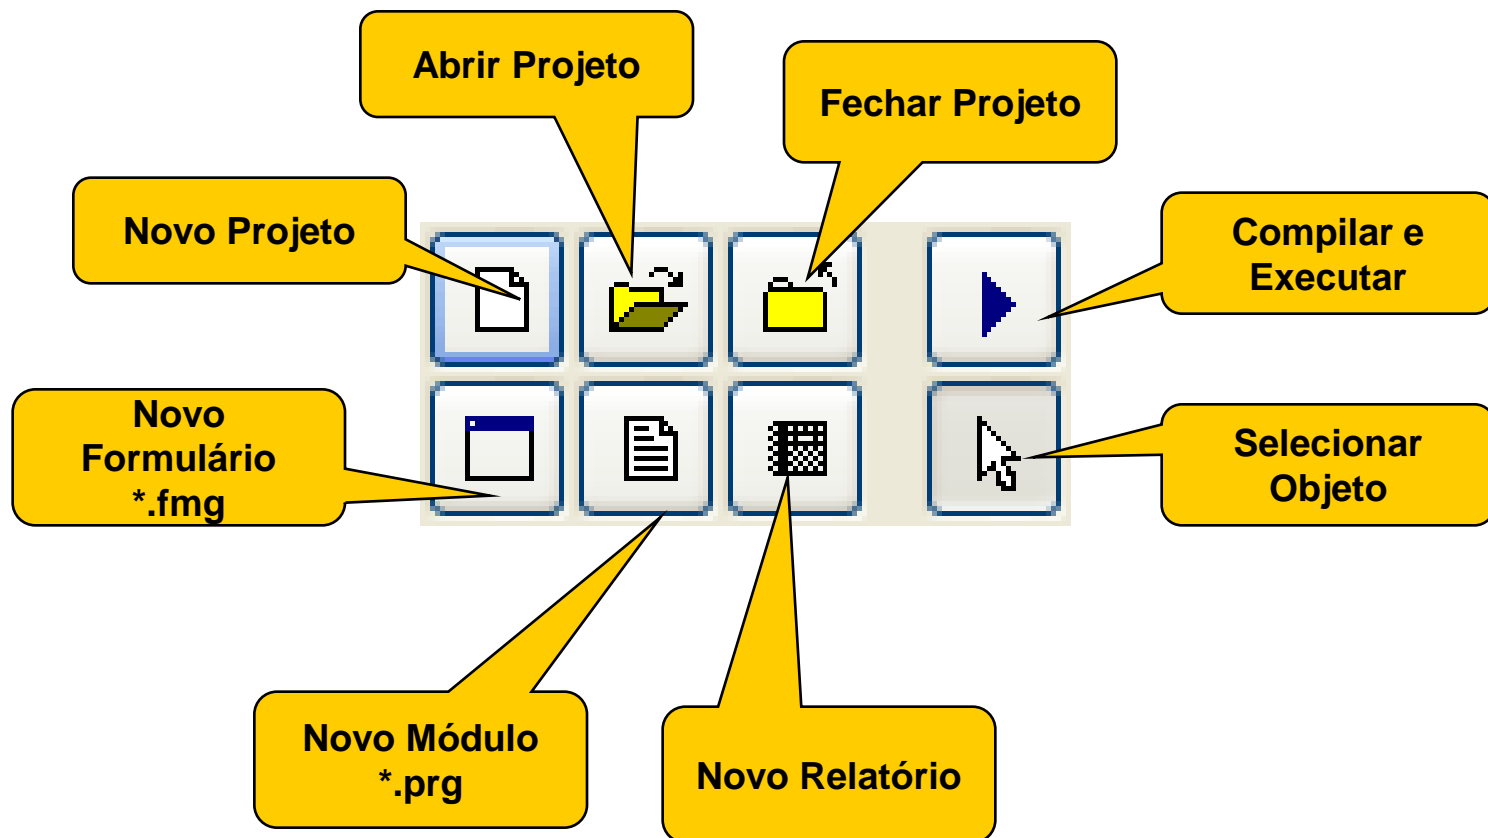 Abrir Projeto
Fechar Projeto
Novo Projeto
Compilar e
Executar
Novo
Formulário
*.fmg
Selecionar
Objeto
Novo Módulo
*.prg
Novo Relatório